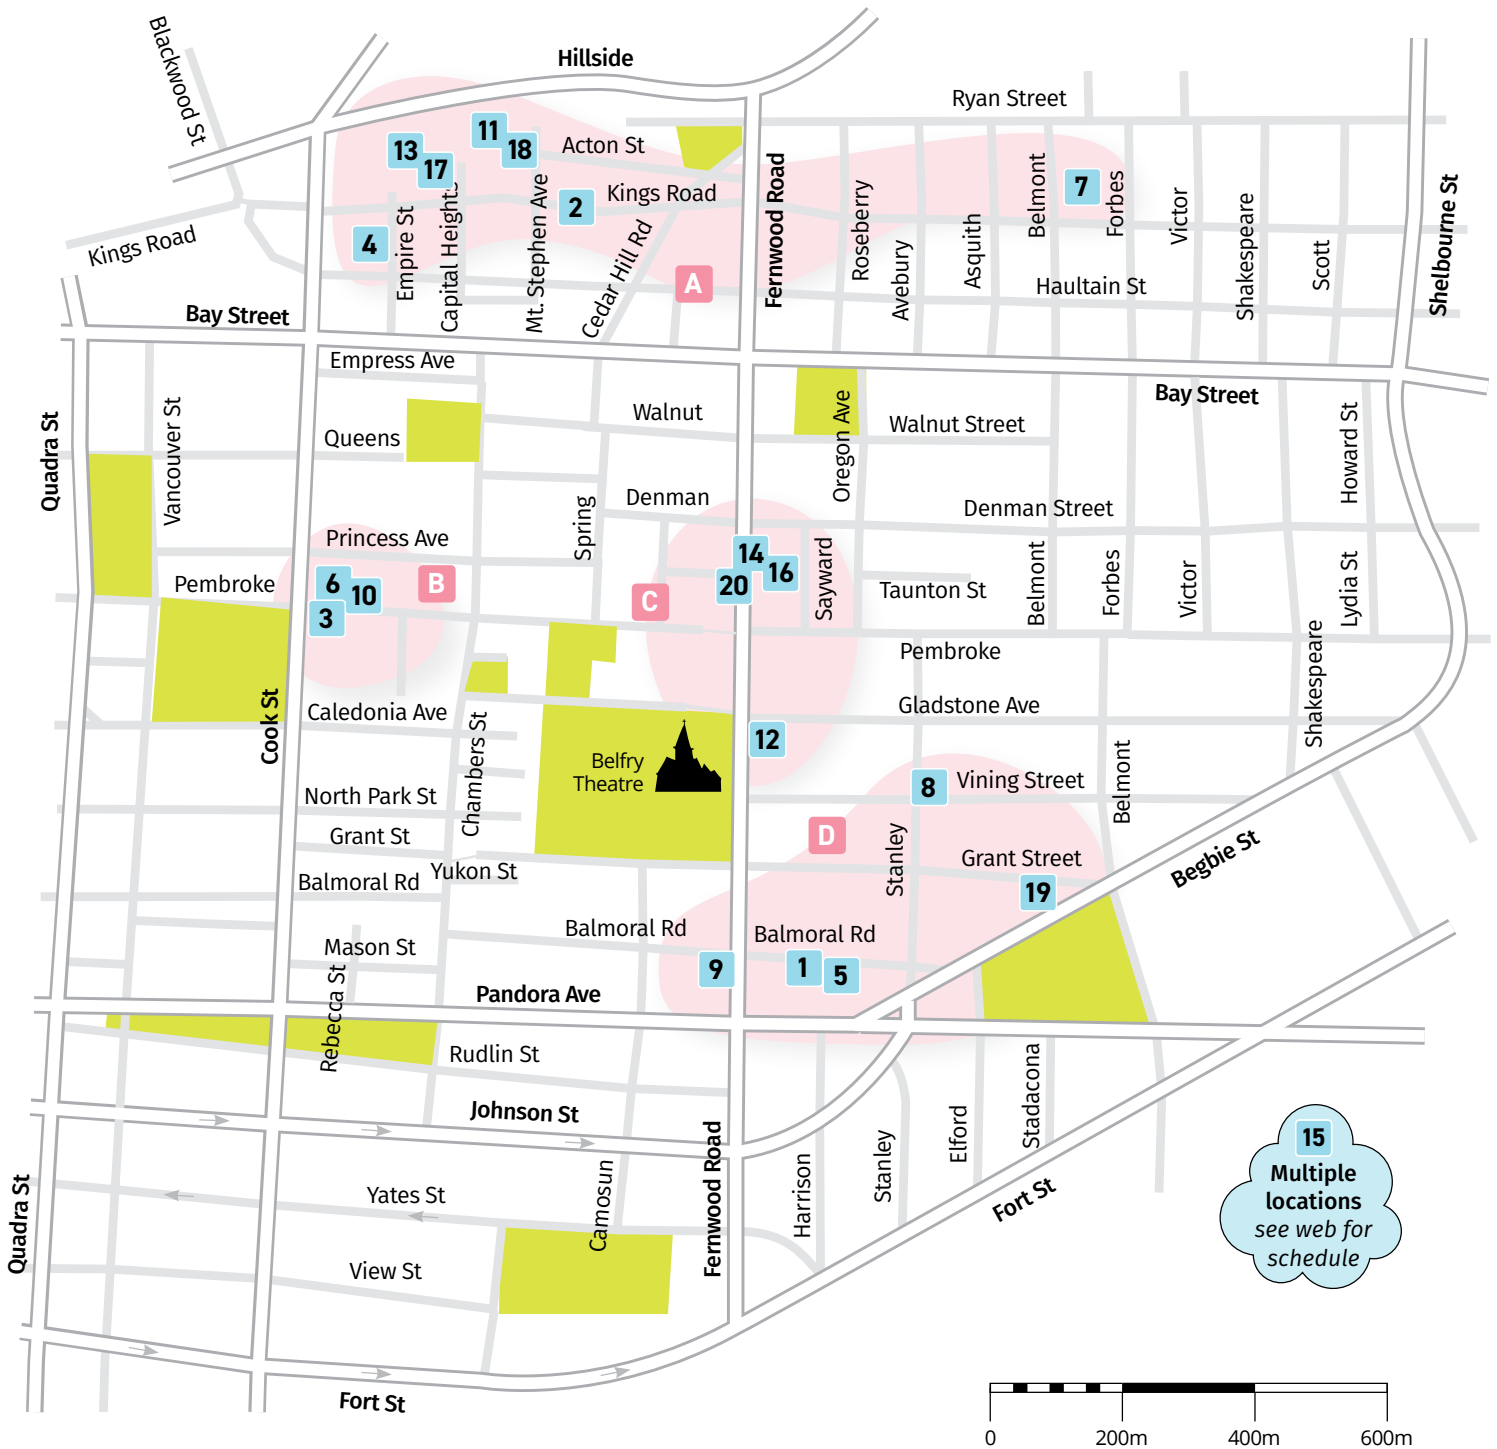 Blackwood St
Hillside
Ryan Street
11
13
18
17
Acton St
Kings Road
2
7
4
Kings Road
Empire St
Capital Heights
Mt. Stephen Ave
Cedar Hill Rd
A
Fernwood Road
Roseberry
Avebury
Asquith
Belmont
Forbes
Victor
Shakespeare
Scott
Shelbourne St
Haultain St
Bay Street
Empress Ave
Bay Street
Quadra St
Vancouver St
Queens
Walnut
Oregon Ave
Walnut Street
Howard St
Denman
Denman Street
Spring
Princess Ave
14
16
20
Sayward
Taunton St
Belmont
Forbes
Victor
Lydia St
Pembroke
6
10
3
B
C
Pembroke
Shakespeare
Cook St
Caledonia Ave
Gladstone Ave
Chambers St
12
Belfry
Theatre
8
Vining Street
Belmont
North Park St
Grant St
D
Stanley
Grant Street
Begbie St
Yukon St
Balmoral Rd
19
Balmoral Rd
Balmoral Rd
Mason St
9
1
5
Rebecca St
Pandora Ave
Rudlin St
Johnson St
Fernwood Road
Harrison
Stanley
Elford
Stadacona
Quadra St
Yates St
Camosun
Fort St
View St
Fort St
15
Multiple
locations
see web for
schedule
0
200m
400m
600m